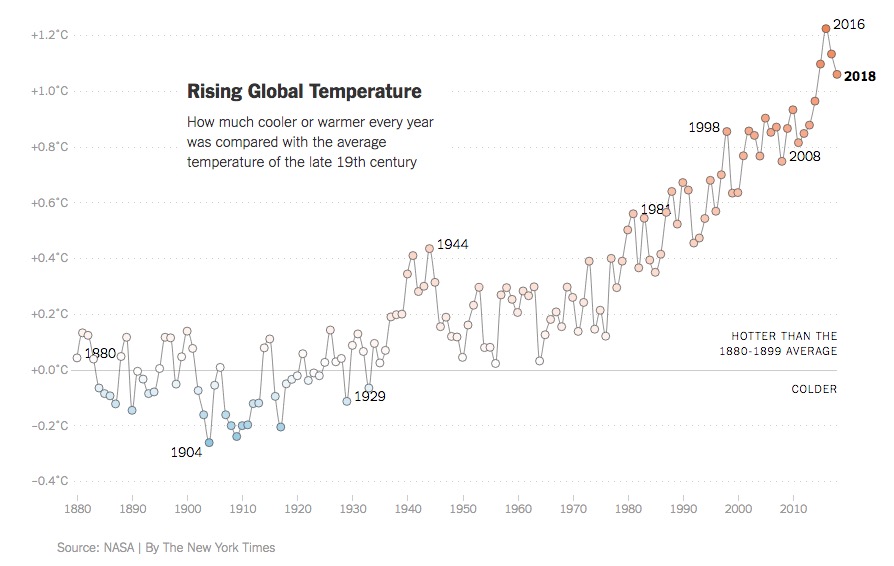 2016
+1.2°C
2018
+1.0°C
Rising Global Temperature
How much cooler or warmer every year
was compared with the average
temperature of the late 19th century
1998
+0.8°C
2008
+0.6°C
1981
+0.4°C
1944
+0.2°C
HOTTER THAN THE
1880-1899 AVERAGE
1880
+0.0°C
COLDER
1929
−0.2°C
1904
−0.4°C
1880 1890 1900 1910 1920 1930 1940 1950 1960 1970 1980 1990 2000 2010
Source: NASA | By The New York Times